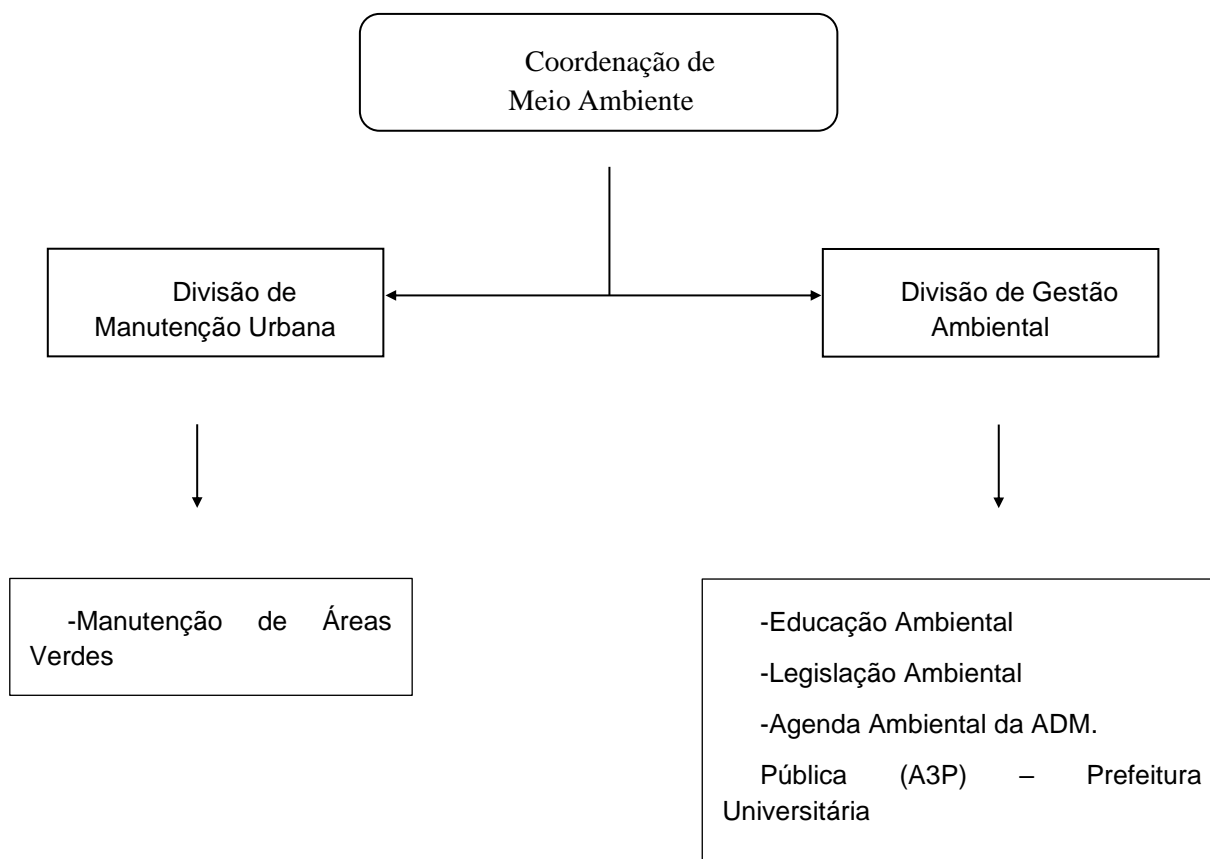 Coordenação de
Meio Ambiente
Divisão de
Manutenção Urbana
Divisão de Gestão
Ambiental
-Manutenção de Áreas
Verdes
-Educação Ambiental
-Legislação Ambiental
-Agenda Ambiental da ADM.
Pública (A3P) – Prefeitura
Universitária